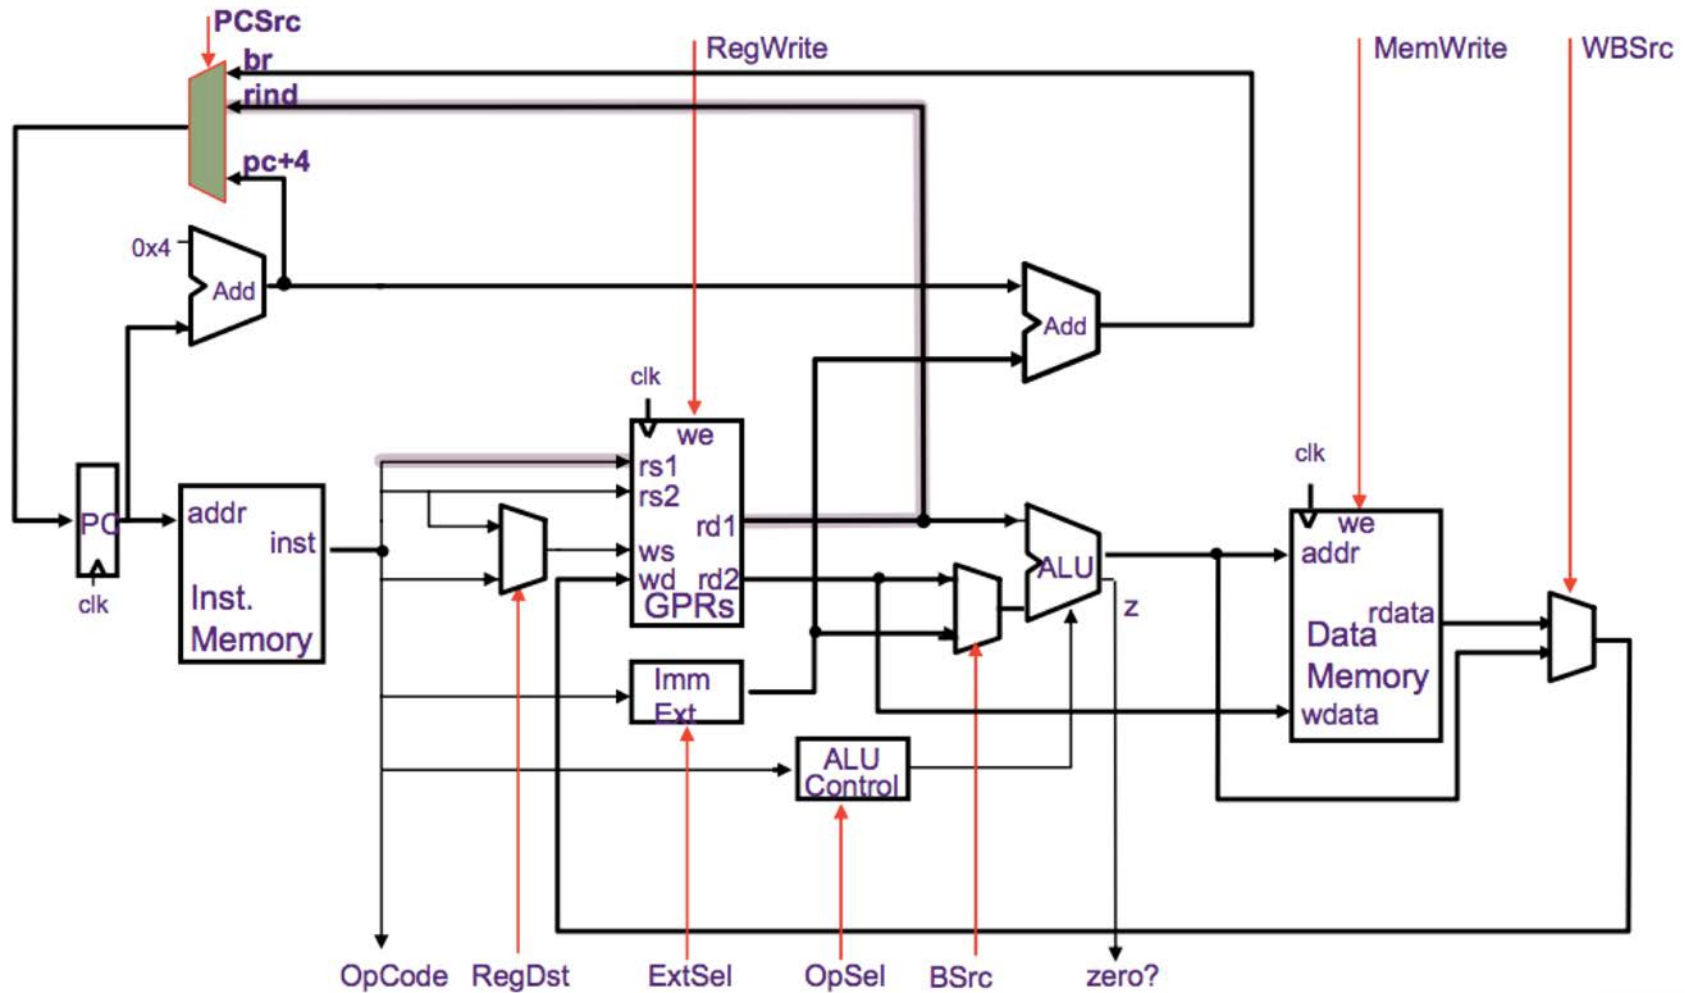 PCSrc
br
rind
pc+4
RegWrite
MemWrite
WBSrc
0x4
Add
Add
clk
we
rs1
rs2
rd1
ws
wd rd2
GPRs
PC
clk
addr
inst
Inst.
Memory
Imm
Ext
ALU
Control
ALU
z
clk
we
addr
rdata
Data
Memory
wdata
OpCode
RegDst
ExtSel
OpSel
BSrc
zero?